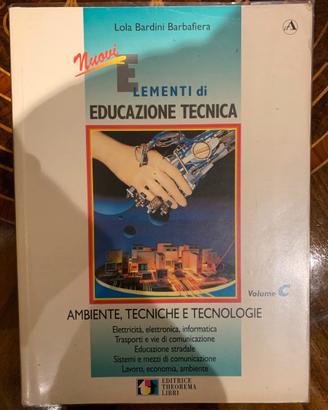 Lola Bardini Barbafiera
A
Nuovi
ELEMENTI di
EDUCAZIONE TECNICA
Volume C
AMBIENTE, TECNICHE E TECNOLOGIE
Elettricità, elettronica, informatica
Trasporti e vie di comunicazione
Educazione stradale
Sistemi e mezzi di comunicazione
Lavoro, economia, ambiente
EDITRICE
THEOREMA
LIBRI